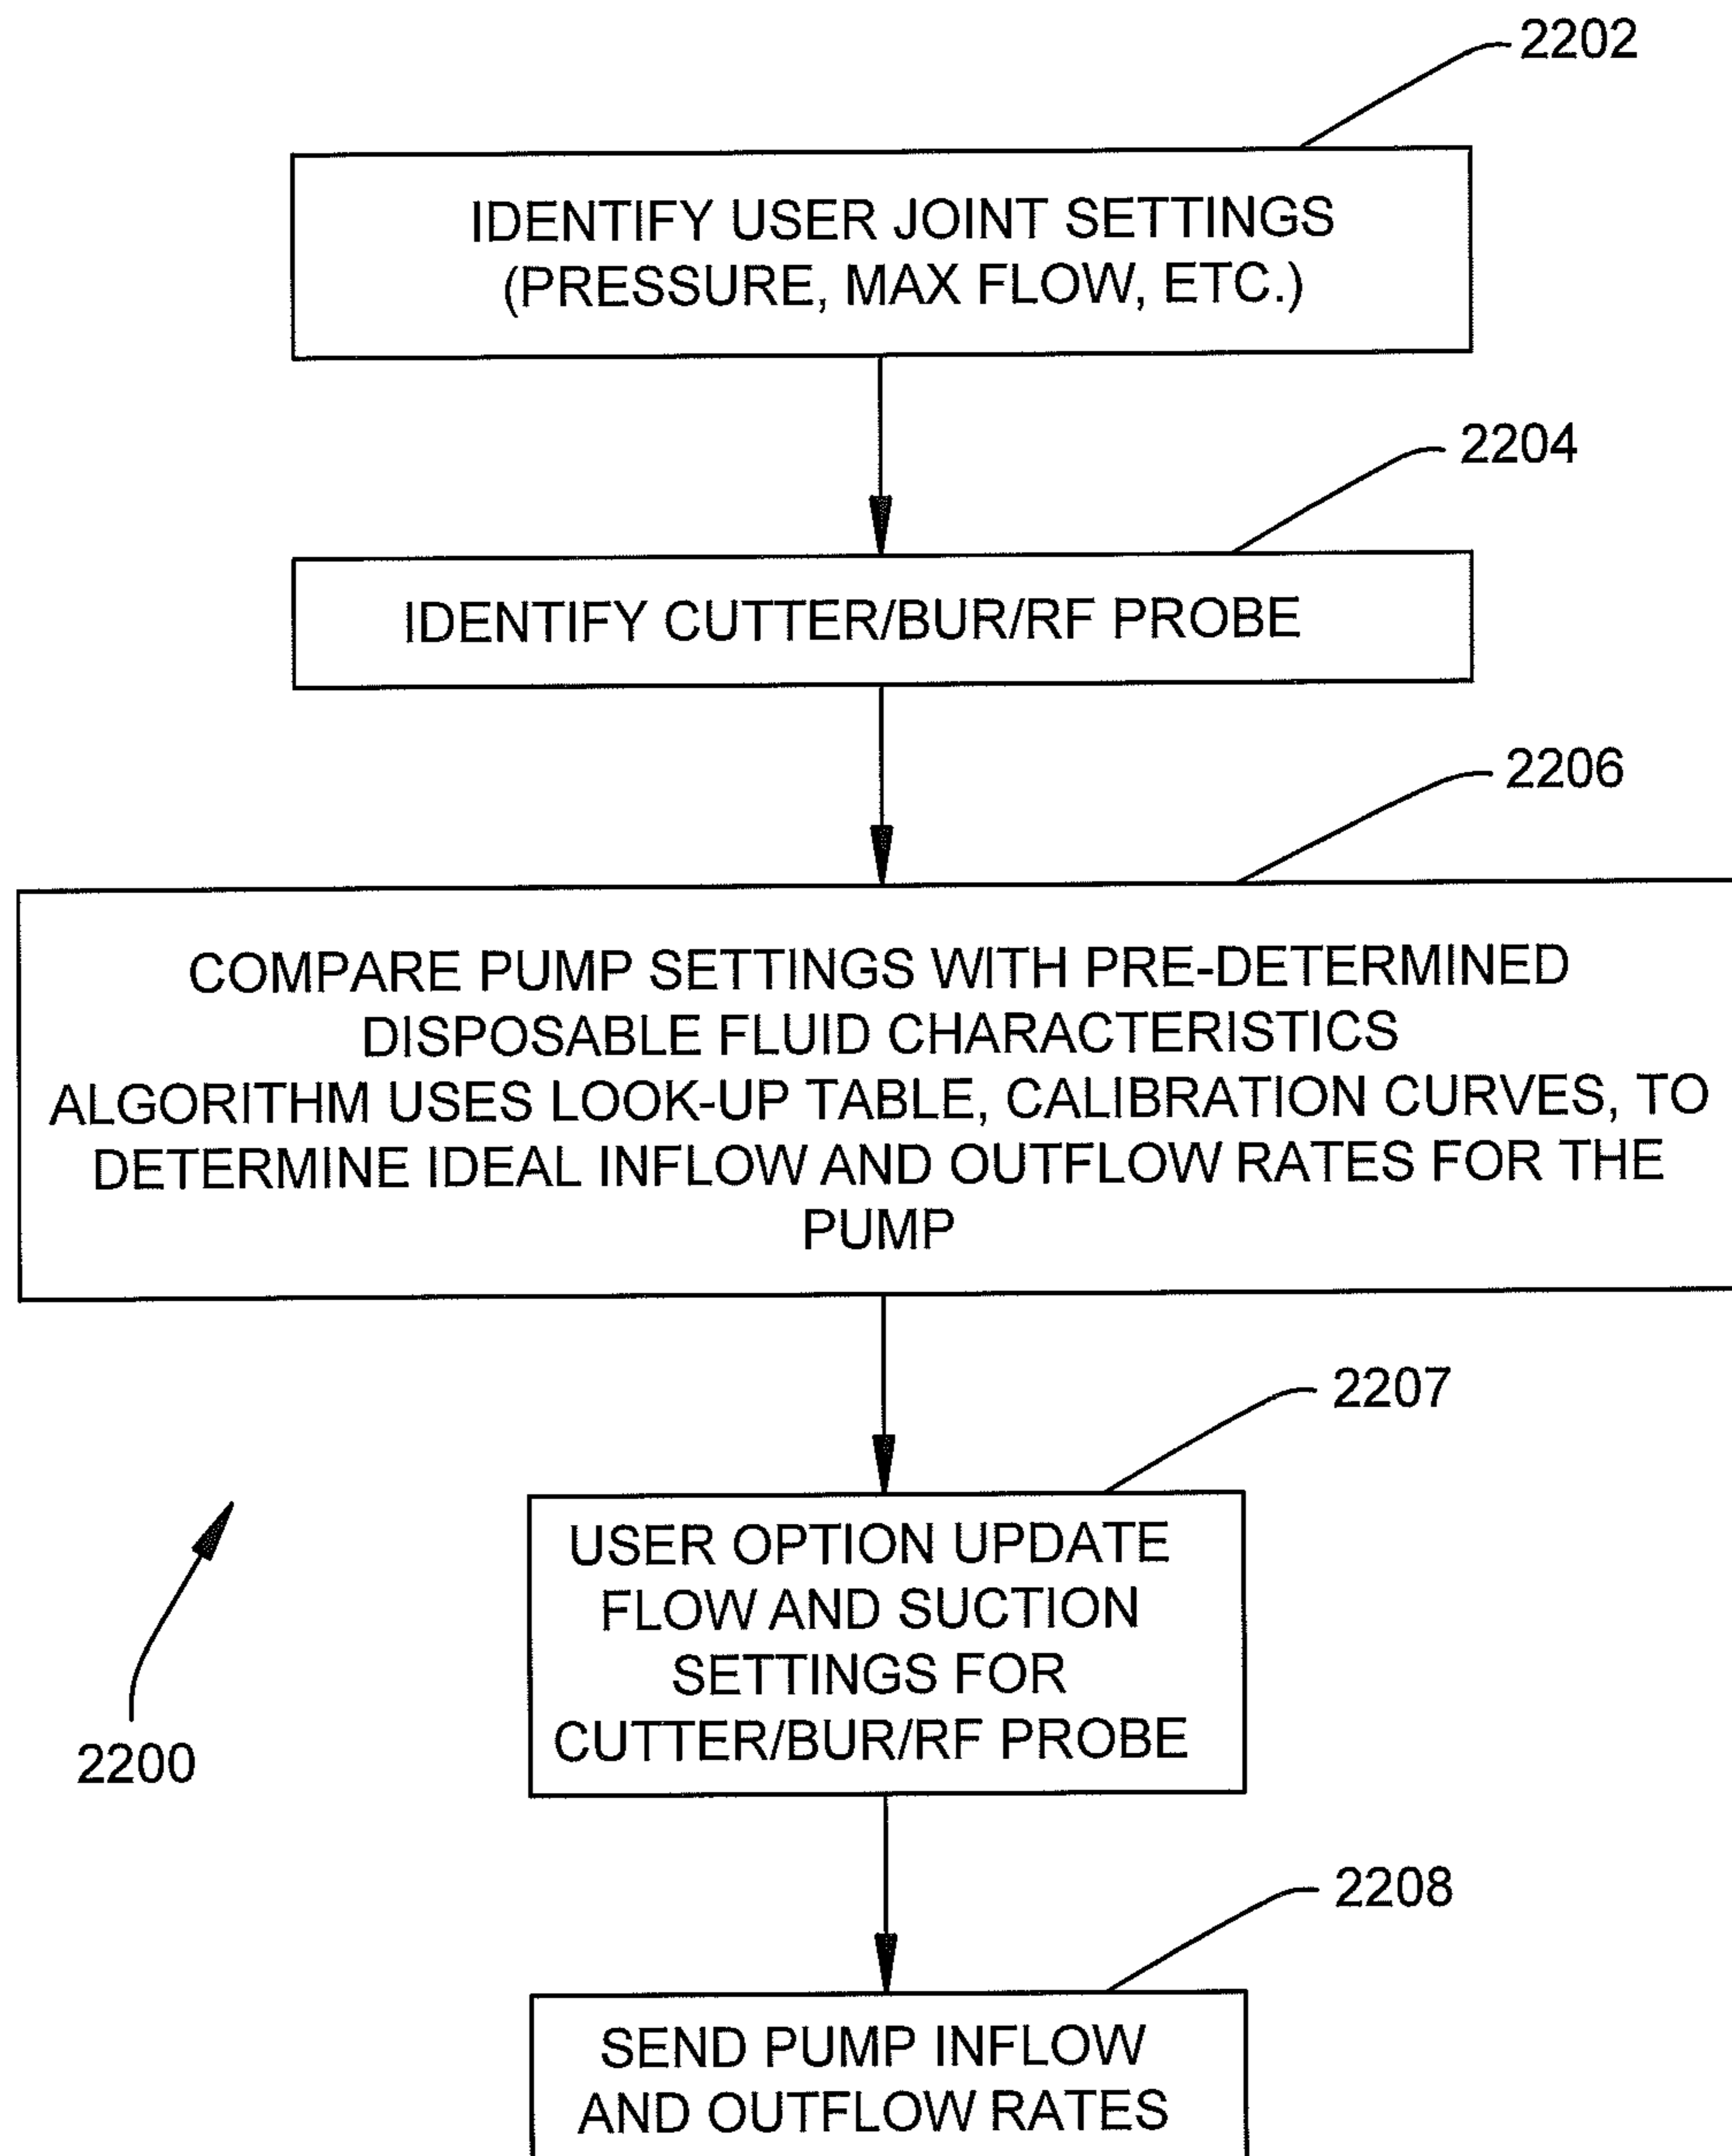 2202
IDENTIFY USER JOINT SETTINGS
(PRESSURE, MAX FLOW, ETC.)
2204
IDENTIFY CUTTER/BUR/RF PROBE
2206
COMPARE PUMP SETTINGS WITH PRE-DETERMINED
DISPOSABLE FLUID CHARACTERISTICS
ALGORITHM USES LOOK-UP TABLE, CALIBRATION CURVES, TO
DETERMINE IDEAL INFLOW AND OUTFLOW RATES FOR THE
PUMP
2207
USER OPTION UPDATE
FLOW AND SUCTION
SETTINGS FOR
CUTTER/BUR/RF PROBE
2200
2208
SEND PUMP INFLOW
AND OUTFLOW RATES